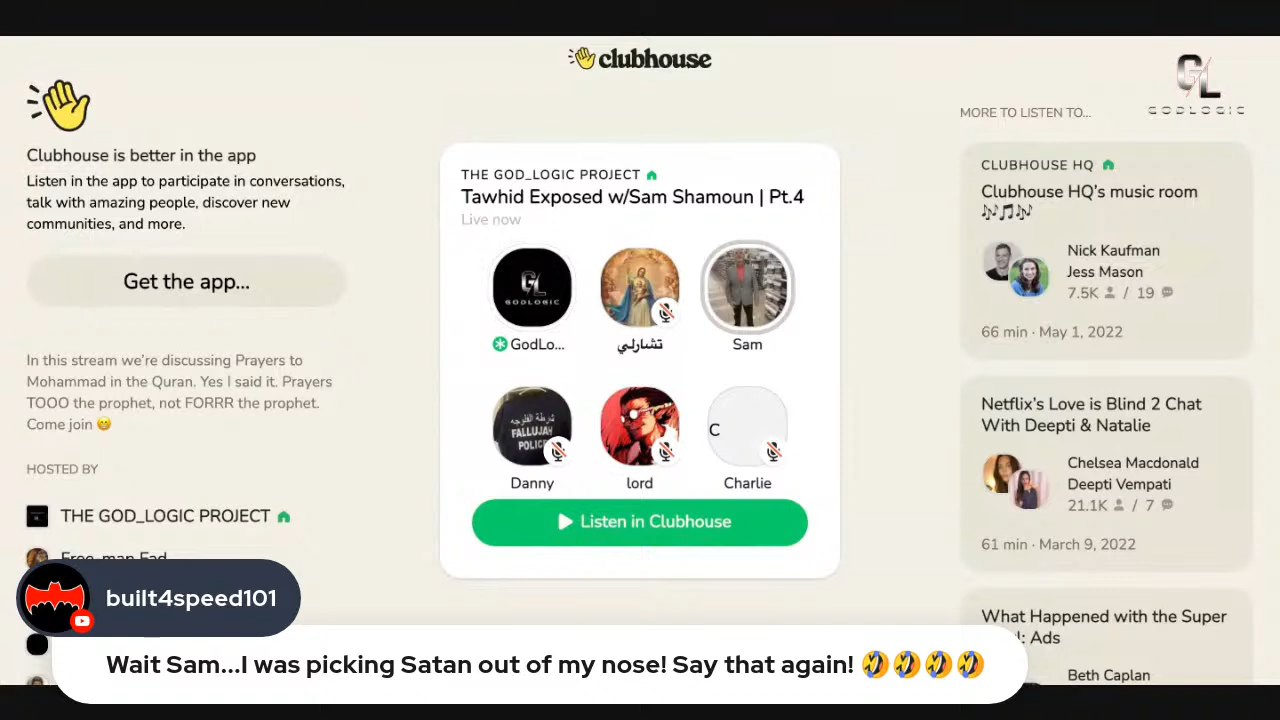 clubhouse
GL
GODLOGIC
Clubhouse is better in the app
Listen in the app to participate in conversations,
talk with amazing people, discover new
communities, and more.
Get the app...
In this stream we're discussing Prayers to
Mohammad in the Quran. Yes I said it. Prayers
TOOO the prophet, not FORRR the prophet.
Come join 😁
HOSTED BY
THE GOD_LOGIC PROJECT
THE GOD_LOGIC PROJECT
Tawhid Exposed w/Sam Shamoun | Pt.4
Live now
GL
GODLOGIC
GodLo...
تشارلي
Sam
شرطة الفلوجه
FALLUJAH
POLICE
C
Danny
lord
Charlie
Listen in Clubhouse
MORE TO LISTEN TO...
CLUBHOUSE HQ
Clubhouse HQ's music room
🎶🎵🎶
Nick Kaufman
Jess Mason
7.5K / 19
66 min · May 1, 2022
Netflix's Love is Blind 2 Chat
With Deepti & Natalie
Chelsea Macdonald
Deepti Vempati
21.1K / 7
61 min · March 9, 2022
What Happened with the Super
: Ads
Beth Caplan
built4speed101
Wait Sam...I was picking Satan out of my nose! Say that again! 🤣🤣🤣🤣